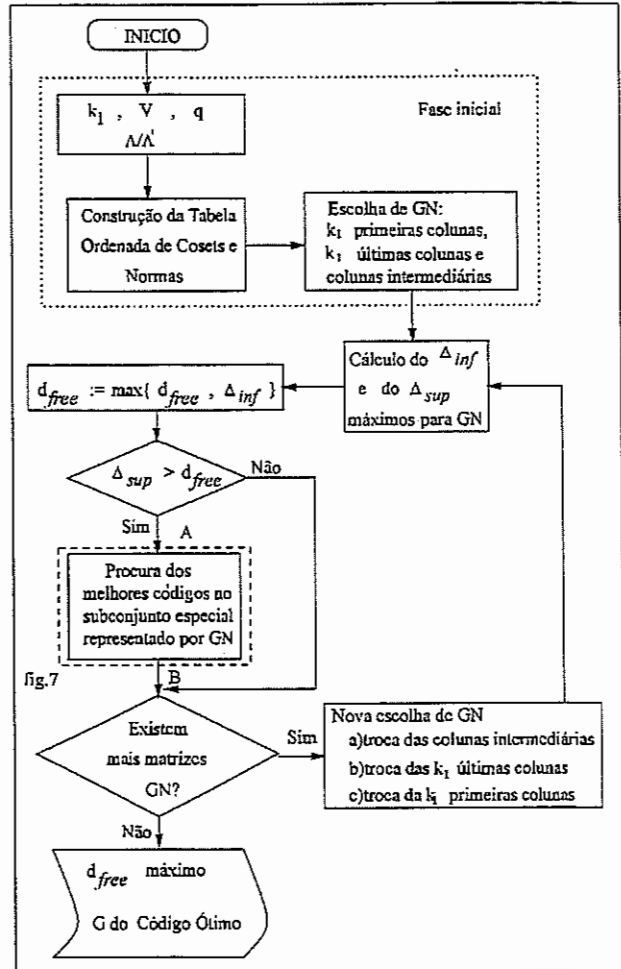 INICIO
Fase inicial
k₁ , V , q
Λ/Λ'
Construção da Tabela
Ordenada de Cosets e
Normas
Escolha de GN:
k₁ primeiras colunas,
k₁ últimas colunas e
colunas intermediárias
Cálculo do Δinf
e do Δsup
máximos para GN
dfree := max{ dfree , Δinf }
Δsup > dfree
Não
Sim
A
Procura dos
melhores códigos no
subconjunto especial
representado por GN
B
fig.7
Existem
mais matrizes
GN?
Sim
Nova escolha de GN
a)troca das colunas intermediárias
b)troca das k₁ últimas colunas
c)troca da k₁ primeiras colunas
Não
dfree máximo
G do Código Ótimo